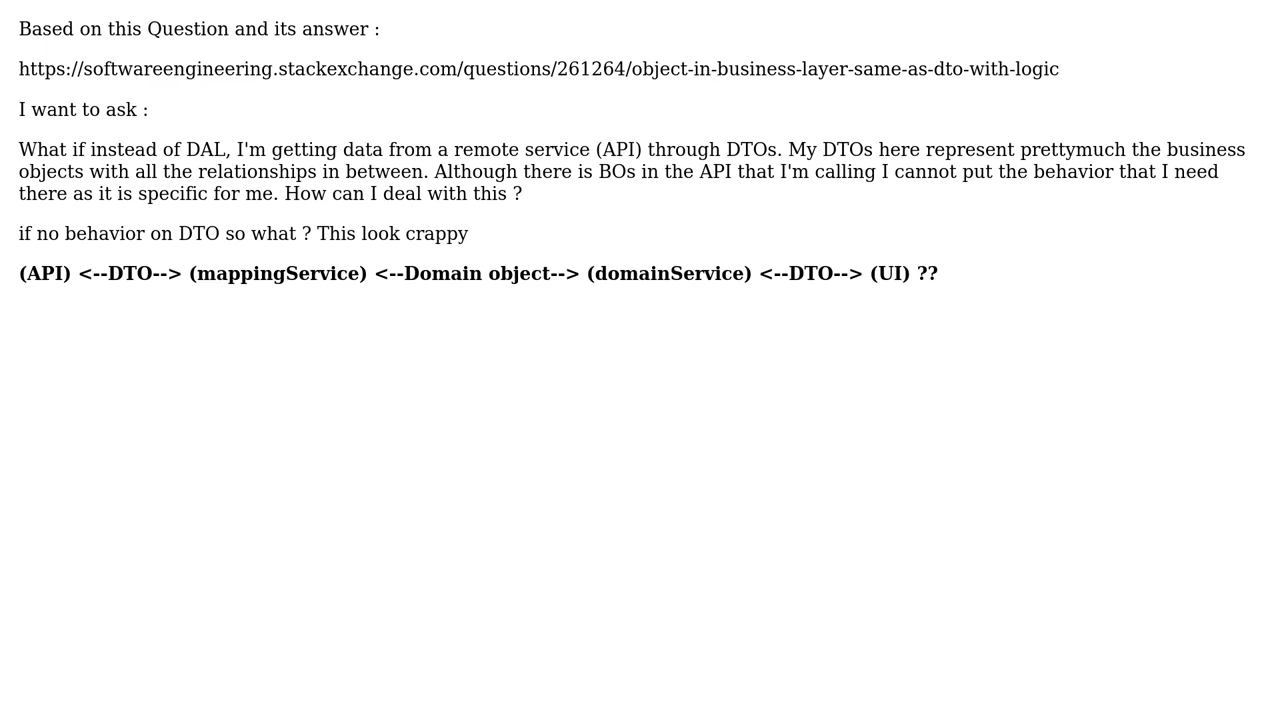 Based on this Question and its answer :
https://softwareengineering.stackexchange.com/questions/261264/object-in-business-layer-same-as-dto-with-logic
I want to ask :
What if instead of DAL, I'm getting data from a remote service (API) through DTOs. My DTOs here represent prettymuch the business
objects with all the relationships in between. Although there is BOs in the API that I'm calling I cannot put the behavior that I need
there as it is specific for me. How can I deal with this ?
if no behavior on DTO so what ? This look crappy
(API) <--DTO--> (mappingService) <--Domain object--> (domainService) <--DTO--> (UI) ??